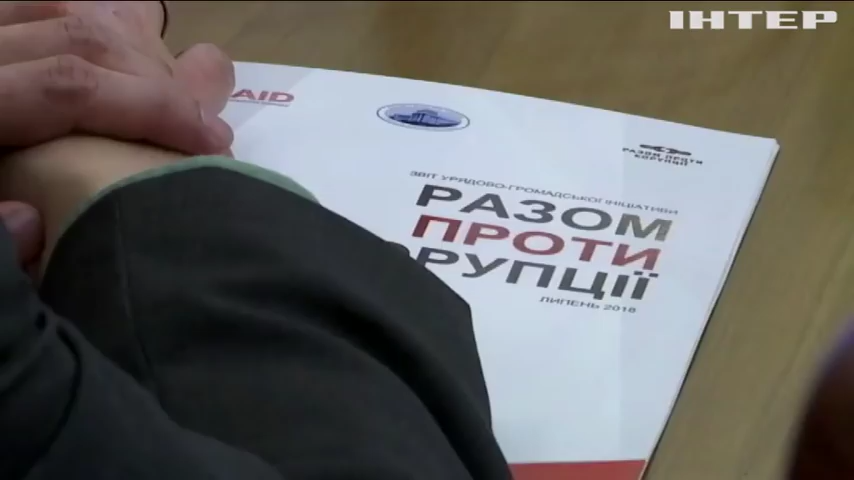 ІНТЕР
AID
РАЗОМ ПРОТИ
КОРУПЦІЇ
ЗВІТ УРЯДОВО-ГРОМАДСЬКОЇ ІНІЦІАТИВИ
РАЗОМ
ПРОТИ
РУПЦІЇ
ЛИПЕНЬ 2018